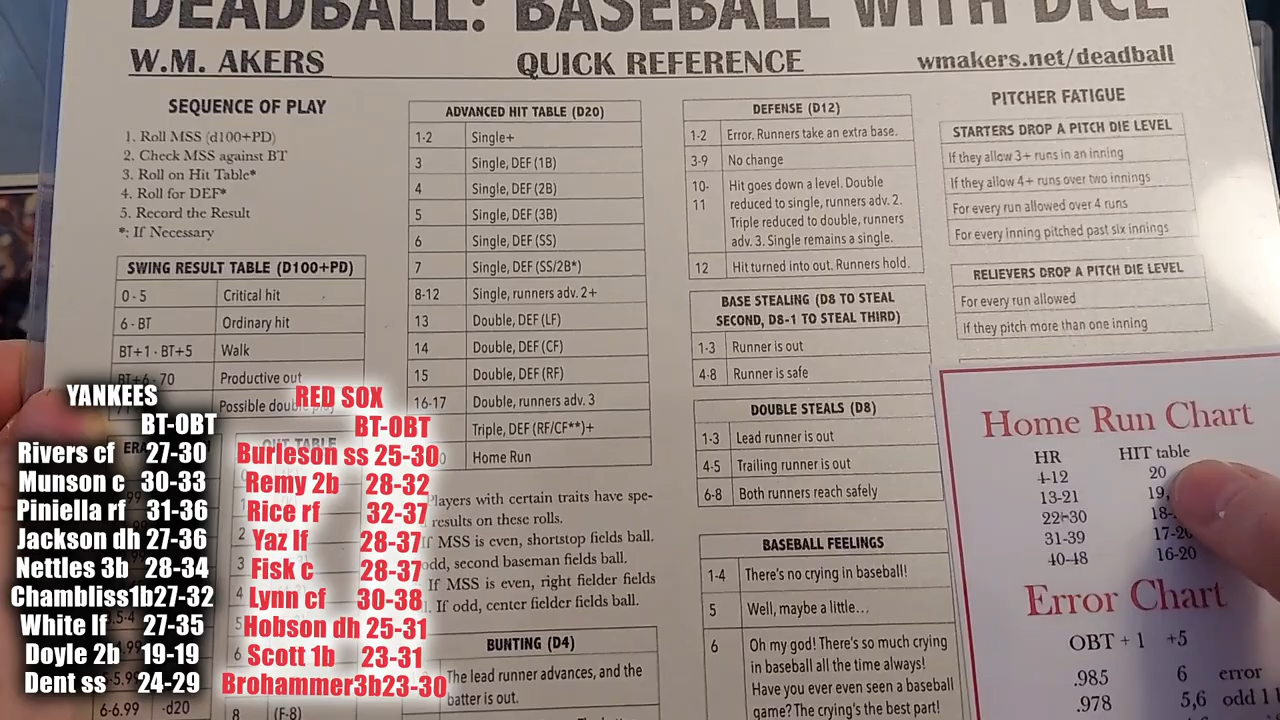 DEADBALL: BASEBALL WITH DICE
W.M. AKERS
QUICK REFERENCE
wmakers.net/deadball
SEQUENCE OF PLAY
1. Roll MSS (d100+PD)
2. Check MSS against BT
3. Roll on Hit Table*
4. Roll for DEF*
5. Record the Result
*: If Necessary
SWING RESULT TABLE (D100+PD)
0 - 5 Critical hit
6 - BT Ordinary hit
BT+1 - BT+5 Walk
BT+6 - 70 Productive out
Possible double play
OUT TABLE
ADVANCED HIT TABLE (D20)
1-2 Single+
3 Single, DEF (1B)
4 Single, DEF (2B)
5 Single, DEF (3B)
6 Single, DEF (SS)
7 Single, DEF (SS/2B*)
8-12 Single, runners adv. 2+
13 Double, DEF (LF)
14 Double, DEF (CF)
15 Double, DEF (RF)
16-17 Double, runners adv. 3
Triple, DEF (RF/CF**)+
Home Run
Players with certain traits have spe-
results on these rolls.
If MSS is even, shortstop fields ball.
odd, second baseman fields ball.
If MSS is even, right fielder fields
If odd, center fielder fields ball.
BUNTING (D4)
The lead runner advances, and the
batter is out.
DEFENSE (D12)
1-2 Error. Runners take an extra base.
3-9 No change
10-11 Hit goes down a level. Double
reduced to single, runners adv. 2.
Triple reduced to double, runners
adv. 3. Single remains a single.
12 Hit turned into out. Runners hold.
BASE STEALING (D8 TO STEAL
SECOND, D8-1 TO STEAL THIRD)
1-3 Runner is out
4-8 Runner is safe
DOUBLE STEALS (D8)
1-3 Lead runner is out
4-5 Trailing runner is out
6-8 Both runners reach safely
BASEBALL FEELINGS
1-4 There's no crying in baseball!
5 Well, maybe a little...
6 Oh my god! There's so much crying
in baseball all the time always!
Have you ever even seen a baseball
game? The crying's the best part!
PITCHER FATIGUE
STARTERS DROP A PITCH DIE LEVEL
If they allow 3+ runs in an inning
If they allow 4+ runs over two innings
For every run allowed over 4 runs
For every inning pitched past six innings
RELIEVERS DROP A PITCH DIE LEVEL
For every run allowed
If they pitch more than one inning
Home Run Chart
HR HIT table
4-12 20
13-21 19,
22-30 18-
31-39 17-20
40-48 16-20
Error Chart
OBT + 1 +5
.985 6 error
.978 5,6 odd 1
YANKEES
BT-OBT
Rivers cf 27-30
Munson c 30-33
Piniella rf 31-36
Jackson dh 27-36
Nettles 3b 28-34
Chambliss1b27-32
White lf 27-35
Doyle 2b 19-19
Dent ss 24-29
RED SOX
BT-OBT
Burleson ss 25-30
Remy 2b 28-32
Rice rf 32-37
Yaz lf 28-37
Fisk c 28-37
Lynn cf 30-38
Hobson dh 25-31
Scott 1b 23-31
Brohammer3b23-30
6-6.99 -d20
8 (F-8)